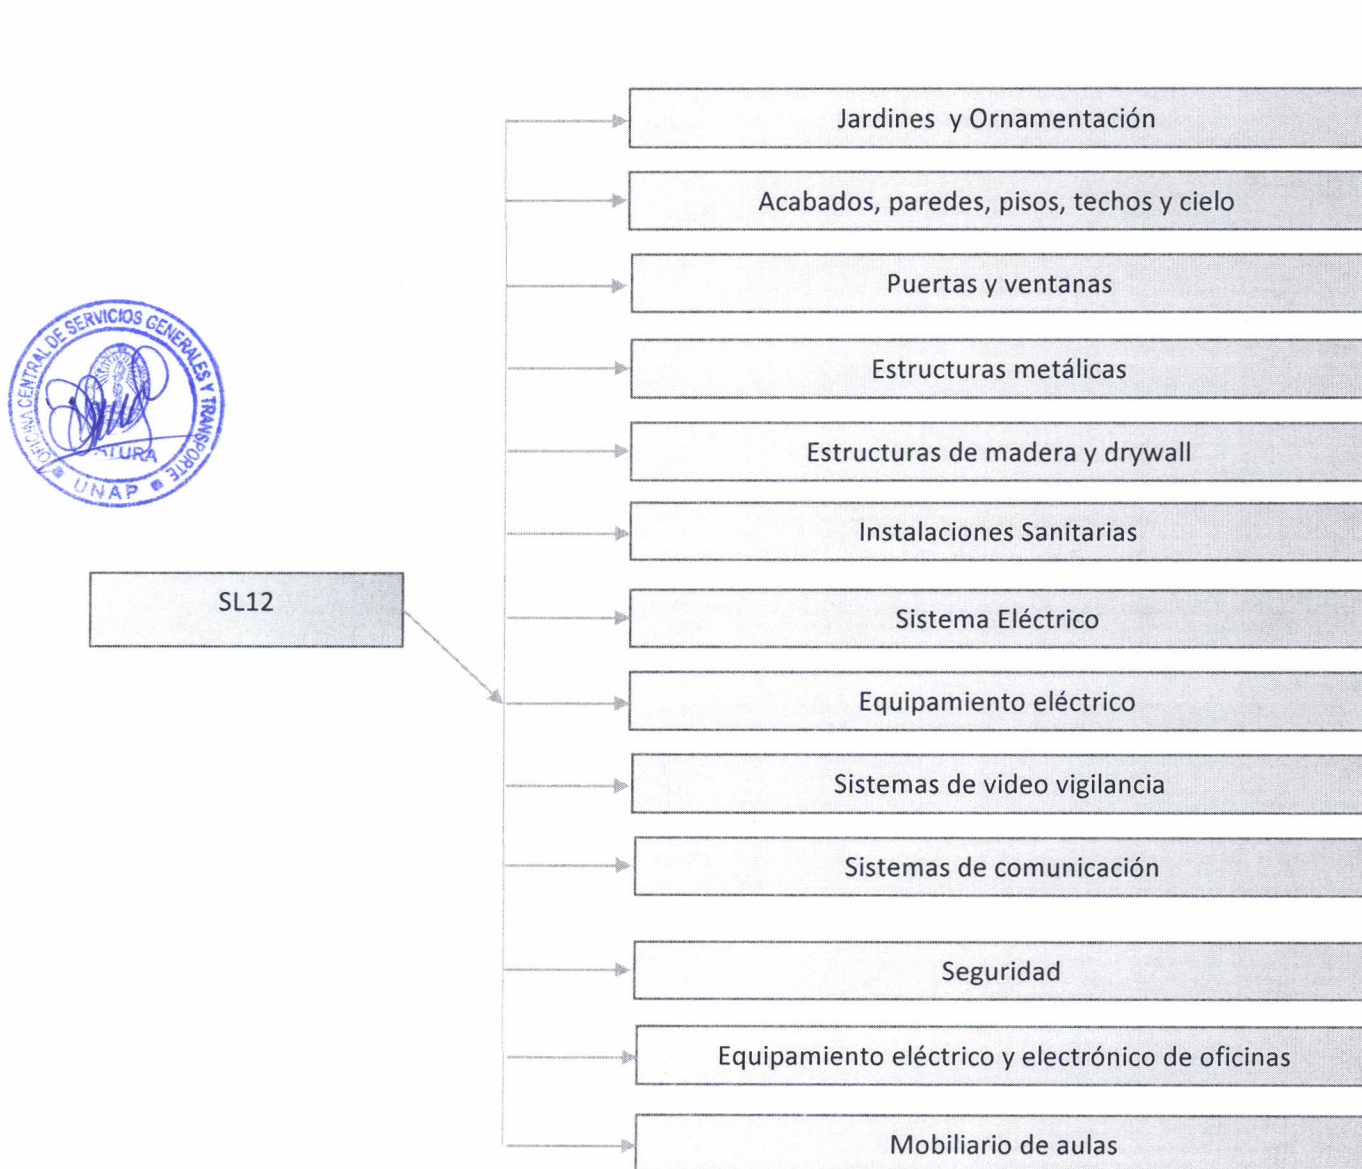 Jardines y Ornamentación
Acabados, paredes, pisos, techos y cielo
Puertas y ventanas
OFICINA CENTRAL DE SERVICIOS GENERALES Y TRANSPORTE
UNAP
Estructuras metálicas
Estructuras de madera y drywall
Instalaciones Sanitarias
SL12
Sistema Eléctrico
Equipamiento eléctrico
Sistemas de video vigilancia
Sistemas de comunicación
Seguridad
Equipamiento eléctrico y electrónico de oficinas
Mobiliario de aulas